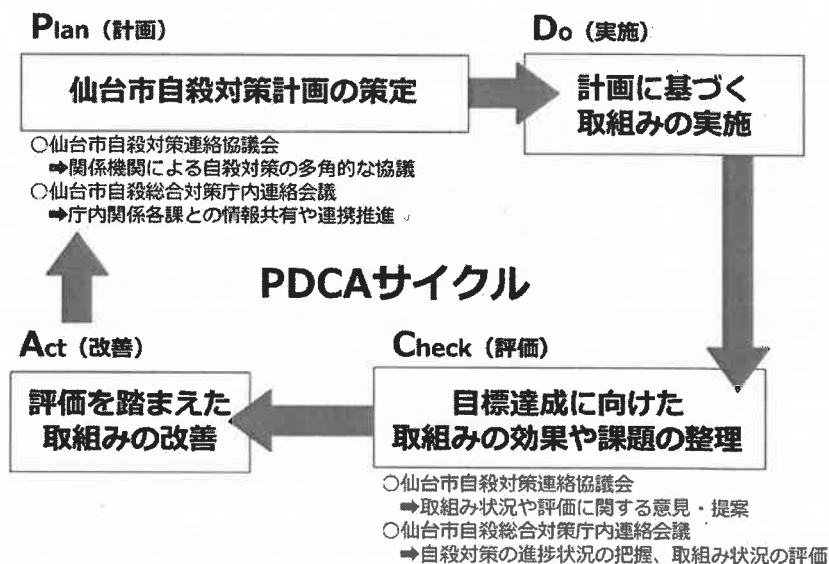 Plan（計画）
仙台市自殺対策計画の策定
○仙台市自殺対策連絡協議会
➡関係機関による自殺対策の多角的な協議
○仙台市自殺総合対策庁内連絡会議
➡庁内関係各課との情報共有や連携推進
Do（実施）
計画に基づく
取組みの実施
PDCAサイクル
Check（評価）
目標達成に向けた
取組みの効果や課題の整理
○仙台市自殺対策連絡協議会
➡取組み状況や評価に関する意見・提案
○仙台市自殺総合対策庁内連絡会議
➡自殺対策の進捗状況の把握、取組み状況の評価
Act（改善）
評価を踏まえた
取組みの改善